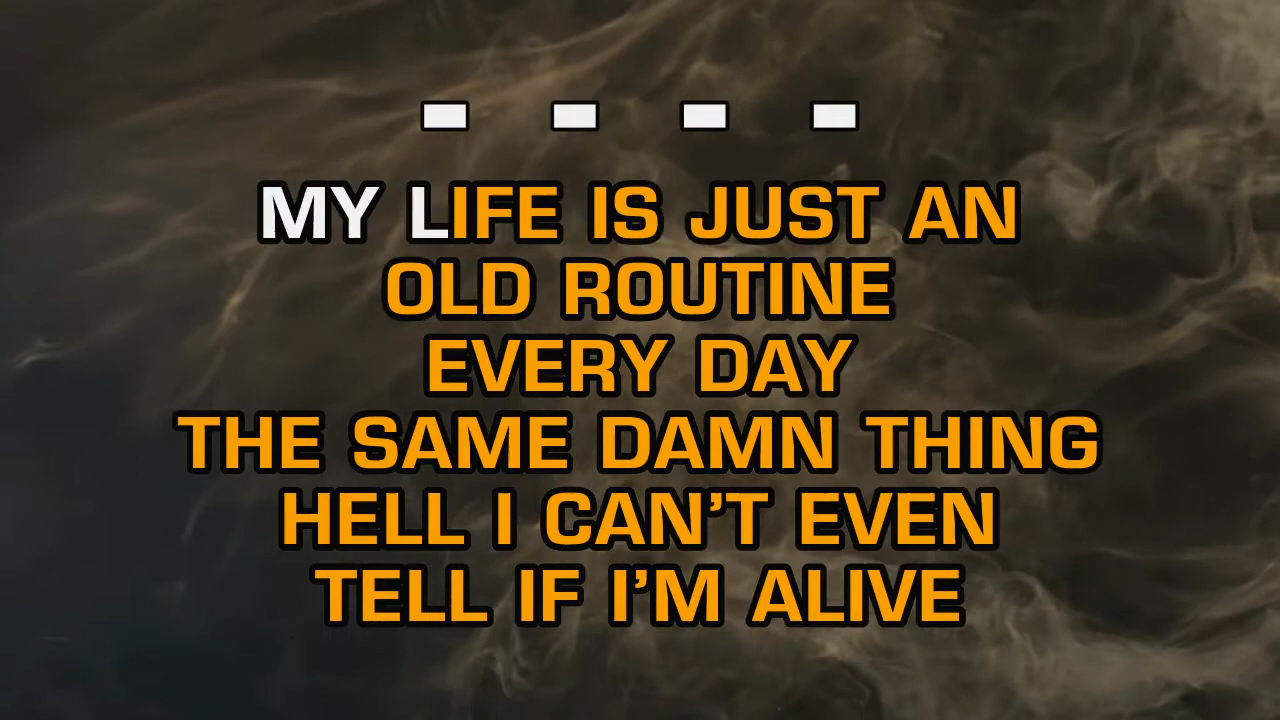 MY LIFE IS JUST AN
OLD ROUTINE
EVERY DAY
THE SAME DAMN THING
HELL I CAN’T EVEN
TELL IF I’M ALIVE